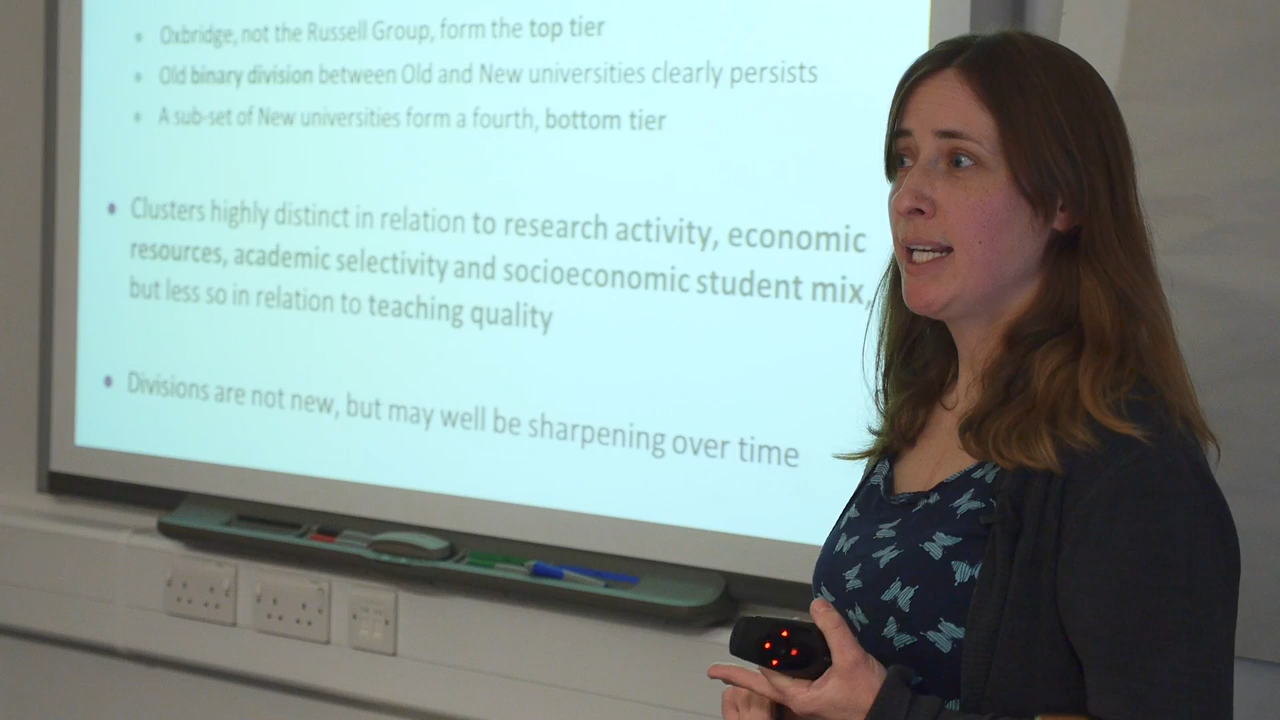 Oxbridge, not the Russell Group, form the top tier
Old binary division between Old and New universities clearly persists
A sub-set of New universities form a fourth, bottom tier
Clusters highly distinct in relation to research activity, economic
resources, academic selectivity and socioeconomic student mix,
but less so in relation to teaching quality
Divisions are not new, but may well be sharpening over time